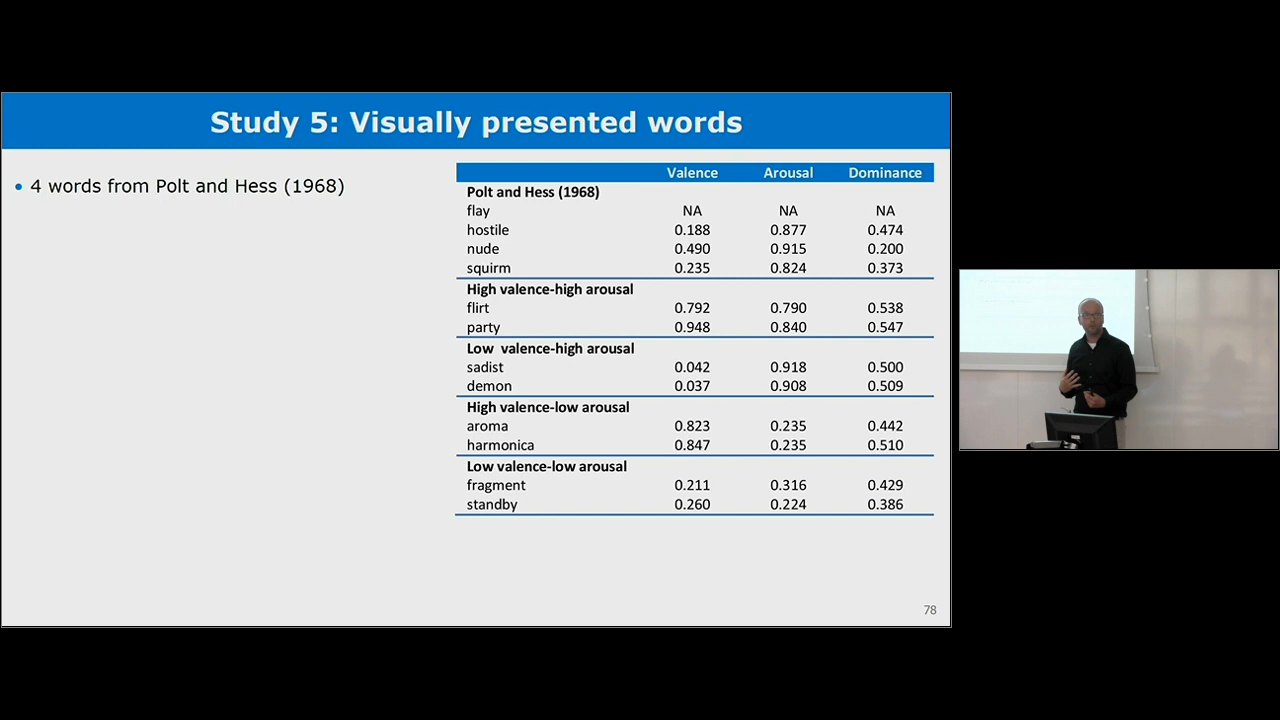 Study 5: Visually presented words
• 4 words from Polt and Hess (1968)
Valence Arousal Dominance
Polt and Hess (1968)
flay NA NA NA
hostile 0.188 0.877 0.474
nude 0.490 0.915 0.200
squirm 0.235 0.824 0.373
High valence-high arousal
flirt 0.792 0.790 0.538
party 0.948 0.840 0.547
Low valence-high arousal
sadist 0.042 0.918 0.500
demon 0.037 0.908 0.509
High valence-low arousal
aroma 0.823 0.235 0.442
harmonica 0.847 0.235 0.510
Low valence-low arousal
fragment 0.211 0.316 0.429
standby 0.260 0.224 0.386
78